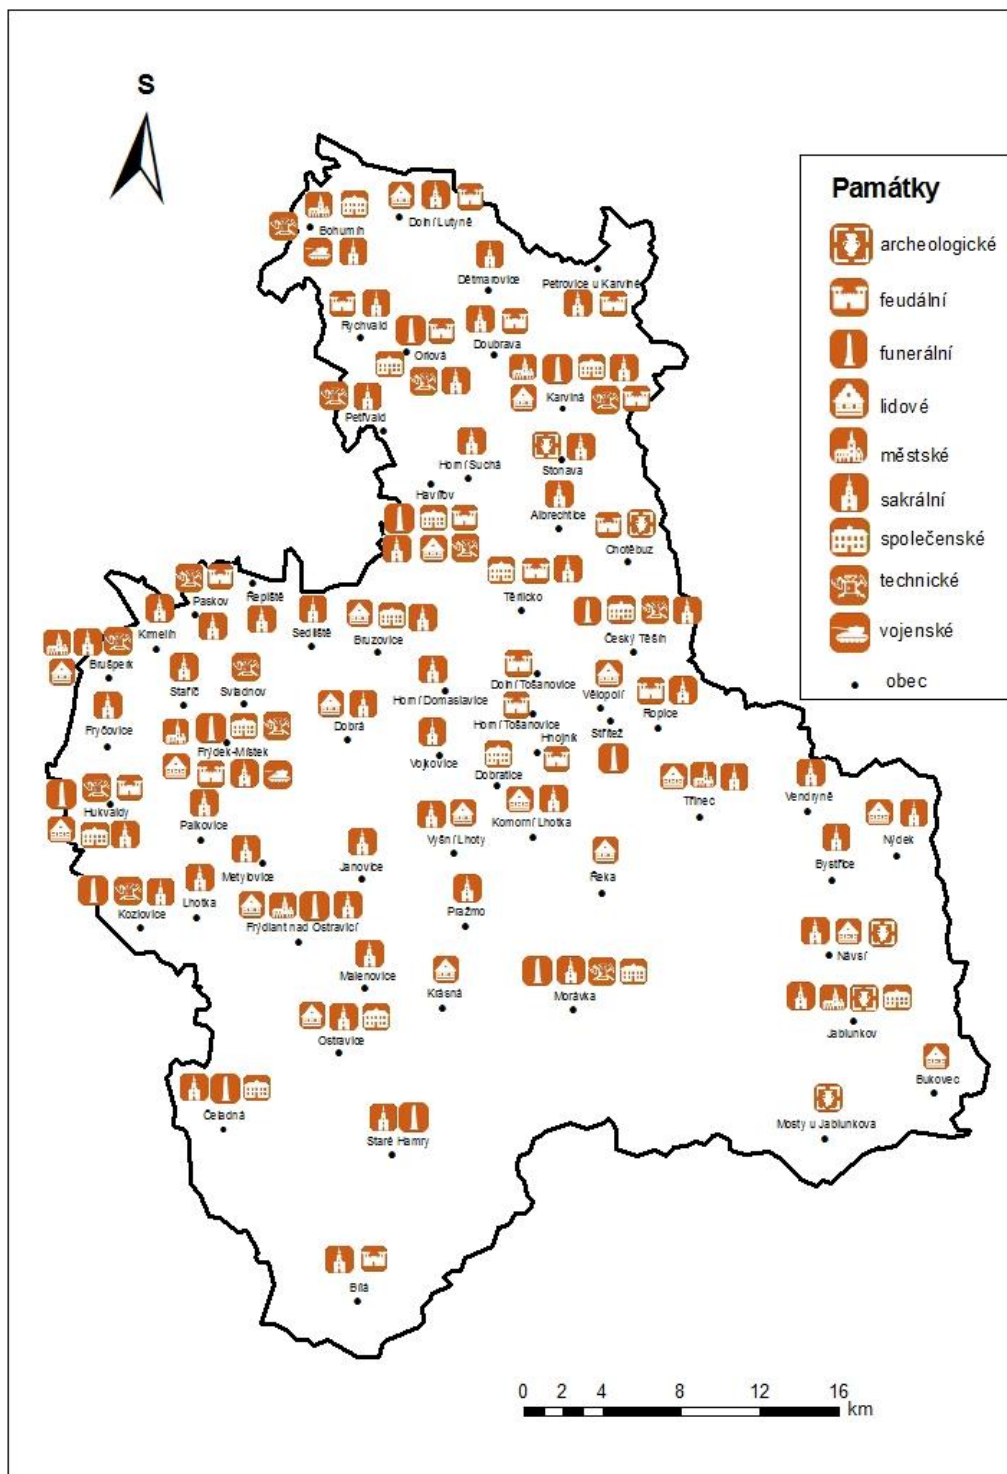 S
Památky
archeologické
feudální
funerální
lidové
městské
sakrální
společenské
technické
vojenské
obec
Bohumín
Dolní Lutyně
Dětmarovice
Petrovice u Karviné
Rychvald
Orlová
Doubrava
Karviná
Petřvald
Horní Suchá
Stonava
Havířov
Albrechtice
Chotěbuz
Paskov
Řepiště
Těrlicko
Krmelín
Sedliště
Bruzovice
Český Těšín
Brušperk
Staříč
Sviadnov
Horní Domaslavice
Dolní Tošanovice
Vělopolí
Ropice
Fryčovice
Dobrá
Horní Tošanovice
Hnojník
Střítež
Frýdek-Místek
Vojkovice
Dobratice
Třinec
Vendryně
Hukvaldy
Palkovice
Vyšní Lhoty
Komorní Lhotka
Nýdek
Metylovice
Janovice
Řeka
Bystřice
Kozlovice
Lhotka
Frýdlant nad Ostravicí
Pražmo
Malenovice
Krásná
Morávka
Návsí
Jablunkov
Ostravice
Bukovec
Čeladná
Staré Hamry
Mosty u Jablunkova
Bílá
0 2 4 8 12 16
km